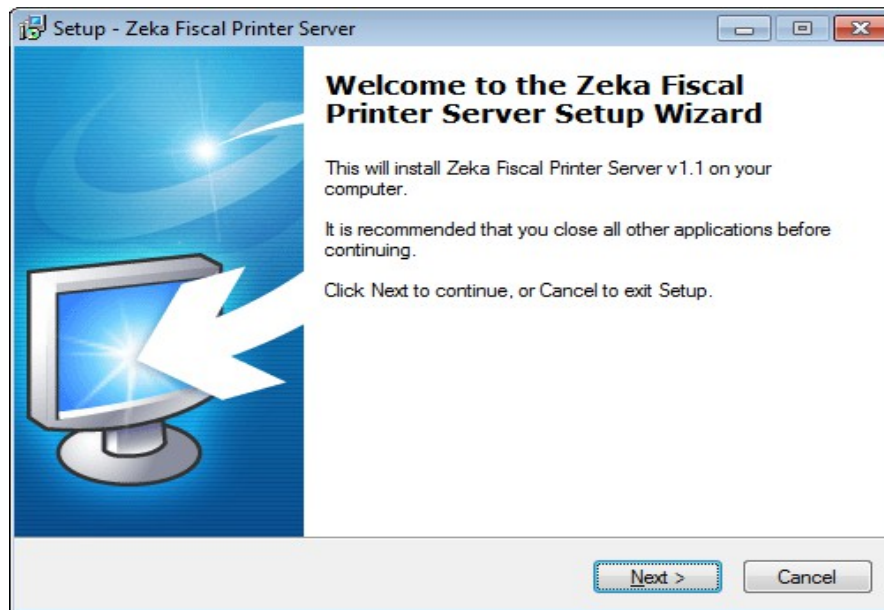 Setup - Zeka Fiscal Printer Server
Welcome to the Zeka Fiscal
Printer Server Setup Wizard
This will install Zeka Fiscal Printer Server v1.1 on your
computer.
It is recommended that you close all other applications before
continuing.
Click Next to continue, or Cancel to exit Setup.
Next >
Cancel